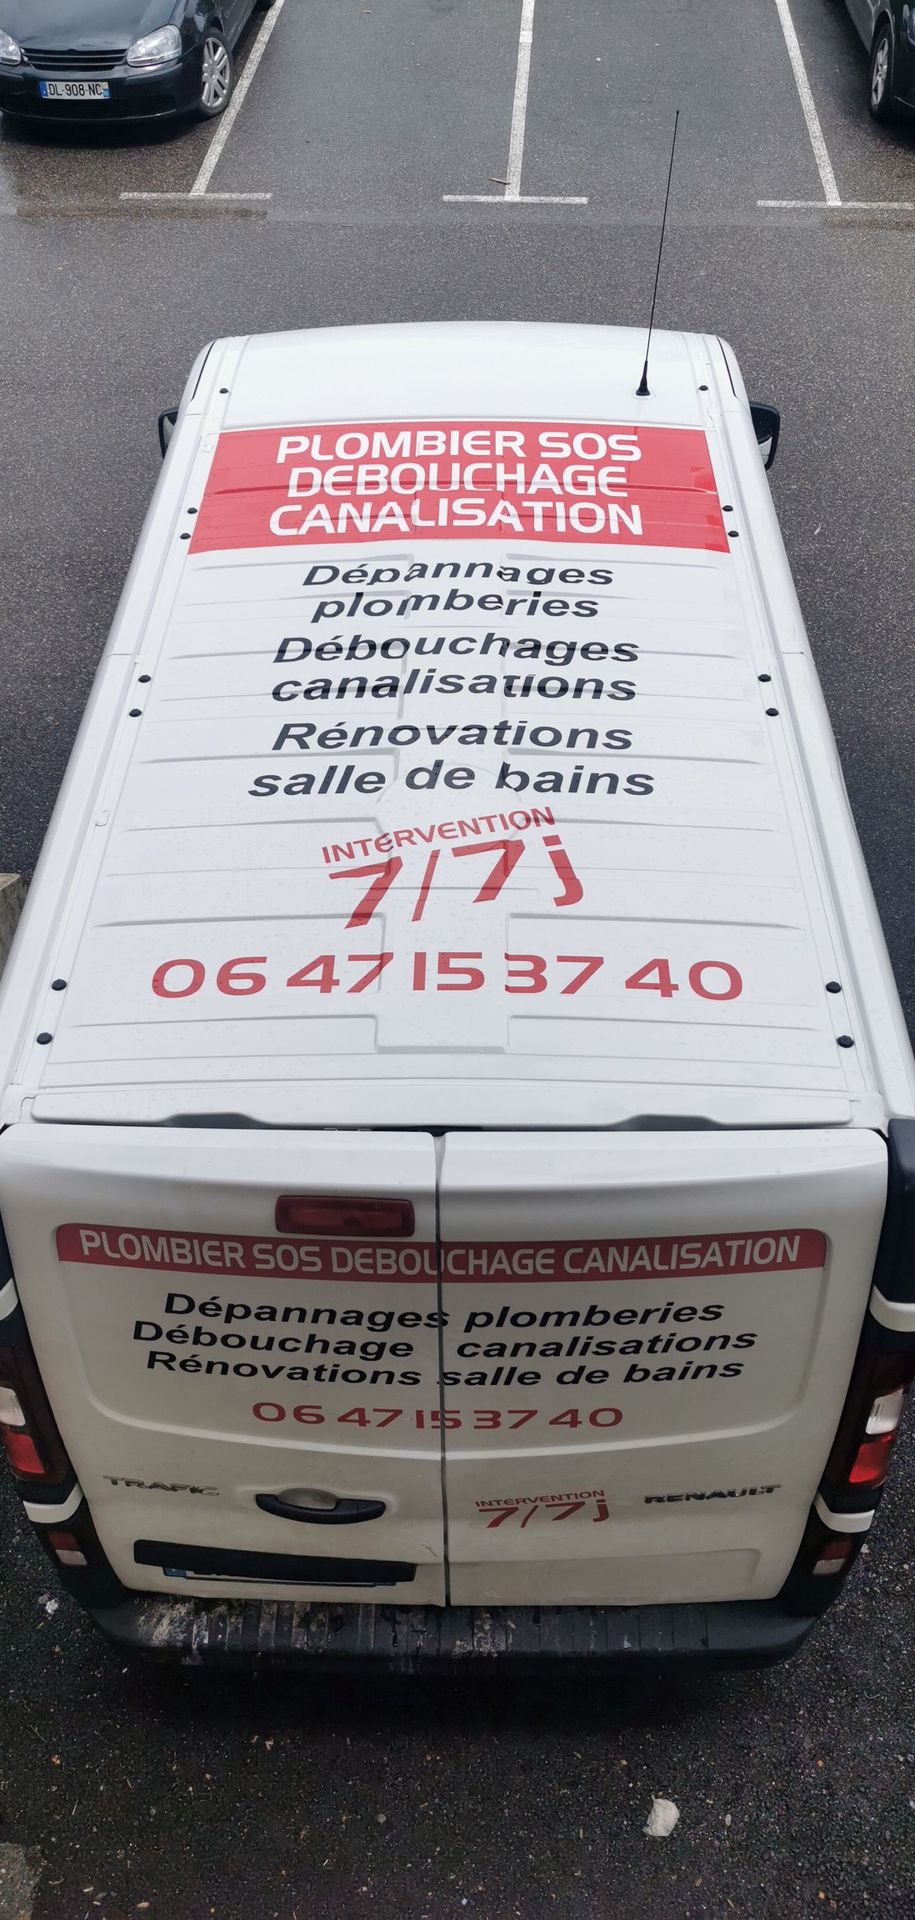 DL-908-NC
PLOMBIER SOS
DEBOUCHAGE
CANALISATION
Dépannages
plomberies
Débouchages
canalisations
Rénovations
salle de bains
INTERVENTION
7/7j
06 47 15 37 40
PLOMBIER SOS DEBOUCHAGE CANALISATION
Dépannages plomberies
Débouchage canalisations
Rénovations salle de bains
06 47 15 37 40
TRAFIC
INTERVENTION
7/7j
RENAULT